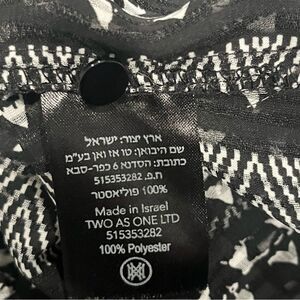 ארץ יצור: ישראל
שם היבואן: טו אז וואן בע"מ
כתובת: הסדנא 6 כפר-סבא
ח.פ. 515353282
100% פוליאסטר
Made in Israel
TWO AS ONE LTD
515353282
100% Polyester